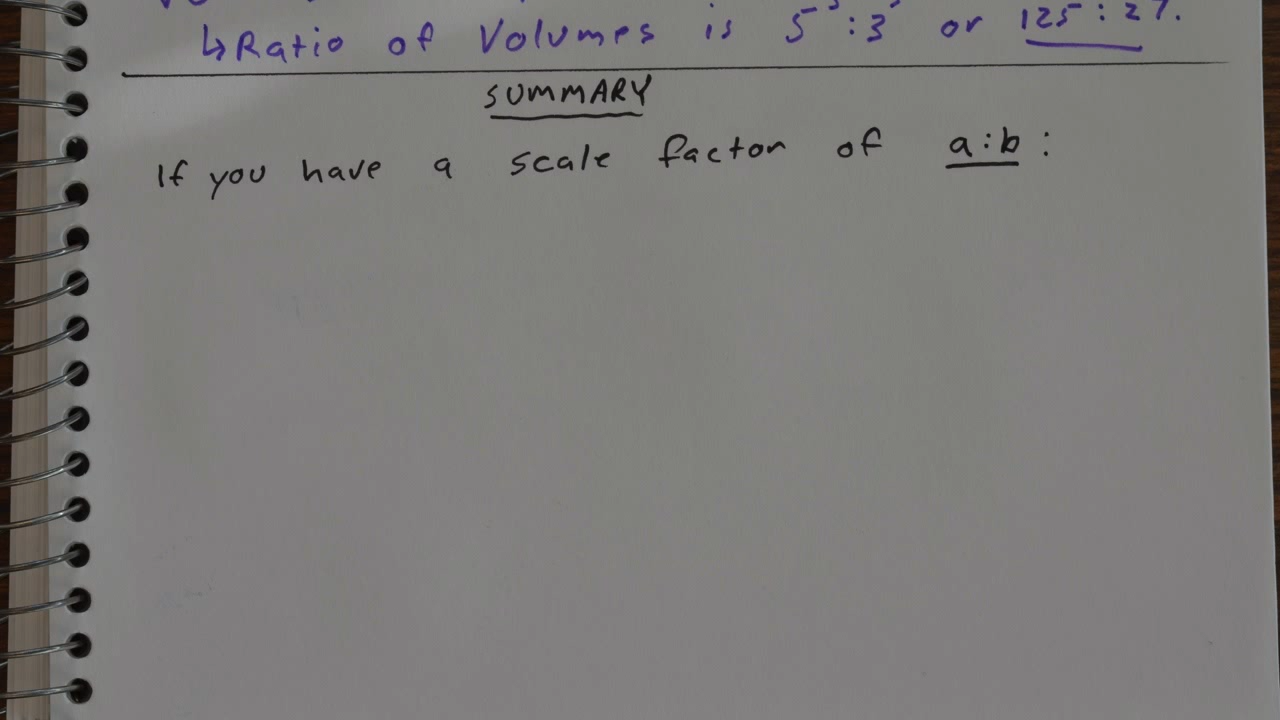 ↳Ratio of Volumes is 5³:3³ or 125:27.
SUMMARY
If you have a scale factor of a:b: